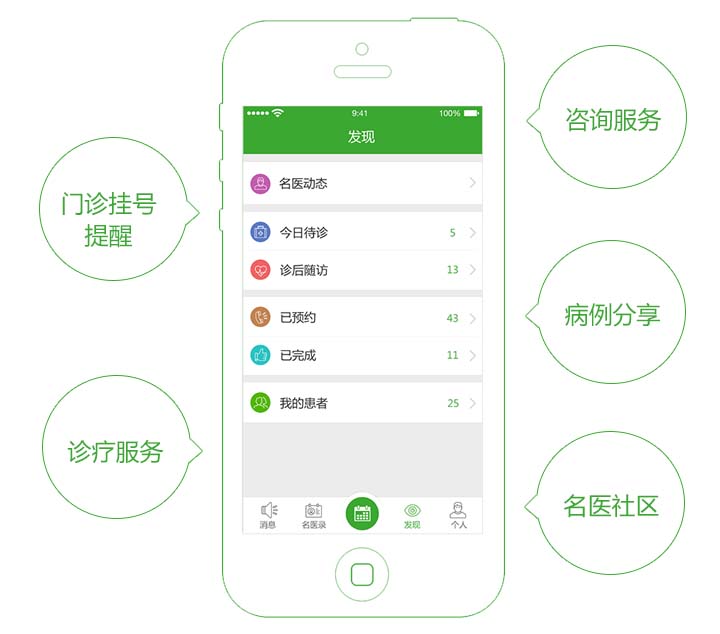 门诊挂号
提醒
诊疗服务
9:41
100%
发现
名医动态
今日待诊 5
诊后随访 13
已预约 43
已完成 11
我的患者 25
消息
名医录
发现
个人
咨询服务
病例分享
名医社区